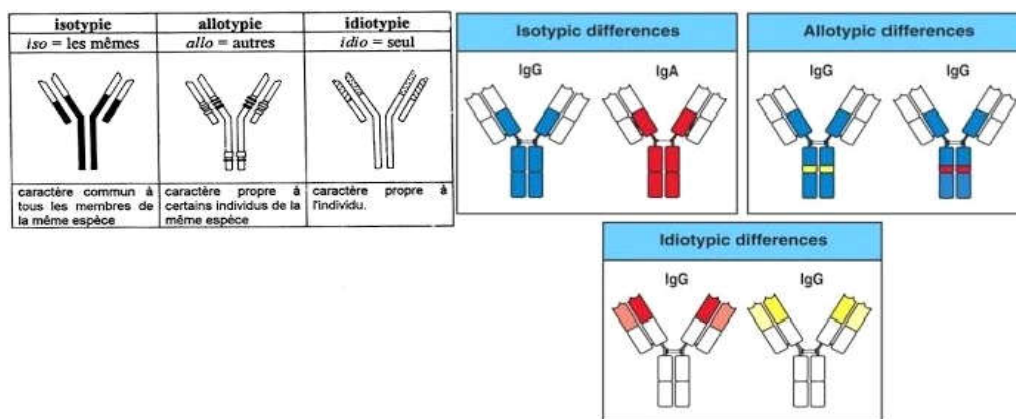 isotypie
iso = les mêmes
caractère commun à
tous les membres de
la même espèce
allotypie
allo = autres
caractère propre à
certains individus de la
même espèce
idiotypie
idio = seul
caractère propre à
l'individu.
Isotypic differences
IgG IgA
Allotypic differences
IgG IgG
Idiotypic differences
IgG IgG